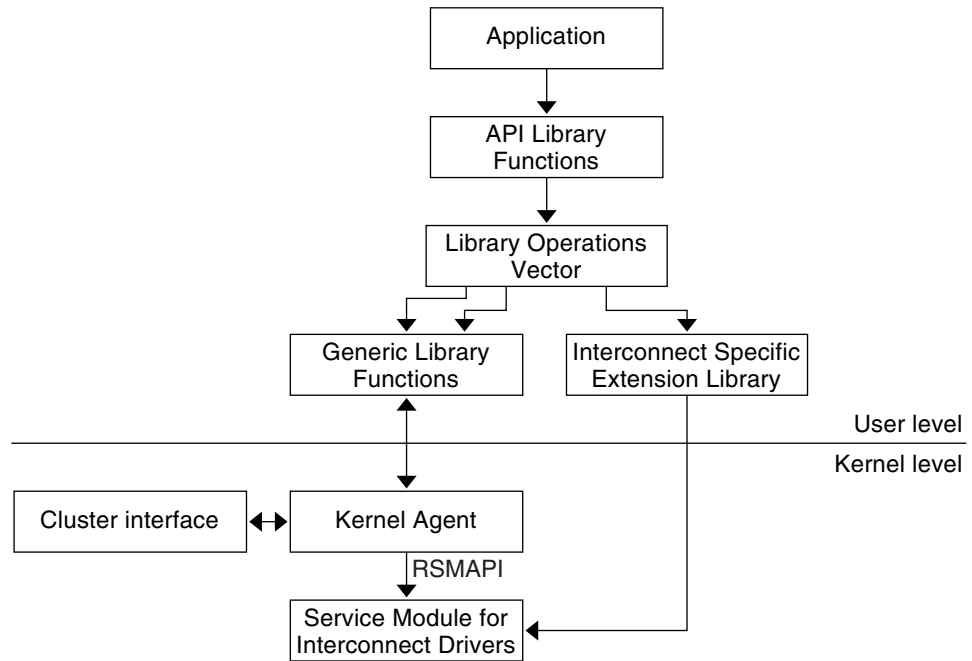 Application
API Library
Functions
Library Operations
Vector
Generic Library
Functions
Interconnect Specific
Extension Library
User level
Kernel level
Cluster interface
Kernel Agent
RSMAPI
Service Module for
Interconnect Drivers